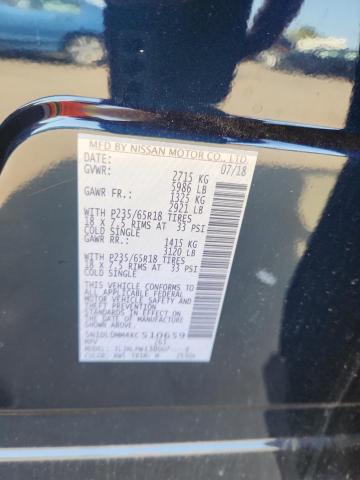 MFD BY NISSAN MOTOR CO., LTD.
DATE: 07/18
GVWR: 2715 KG
5986 LB
GAWR FR.: 1325 KG
2921 LB
WITH P235/65R18 TIRES
18 X 7.5 RIMS AT 33 PSI
COLD SINGLE
GAWR RR.: 1415 KG
3120 LB
WITH P235/65R18 TIRES
18 X 7.5 RIMS AT 33 PSI
COLD SINGLE
THIS VEHICLE CONFORMS TO
ALL APPLICABLE FEDERAL
MOTOR VEHICLE SAFETY AND
THEFT PREVENTION STANDARDS
IN EFFECT ON THE DATE OF
MANUFACTURE SHOWN ABOVE.
510659
MPV
MODEL:
COLOR: TRIM: